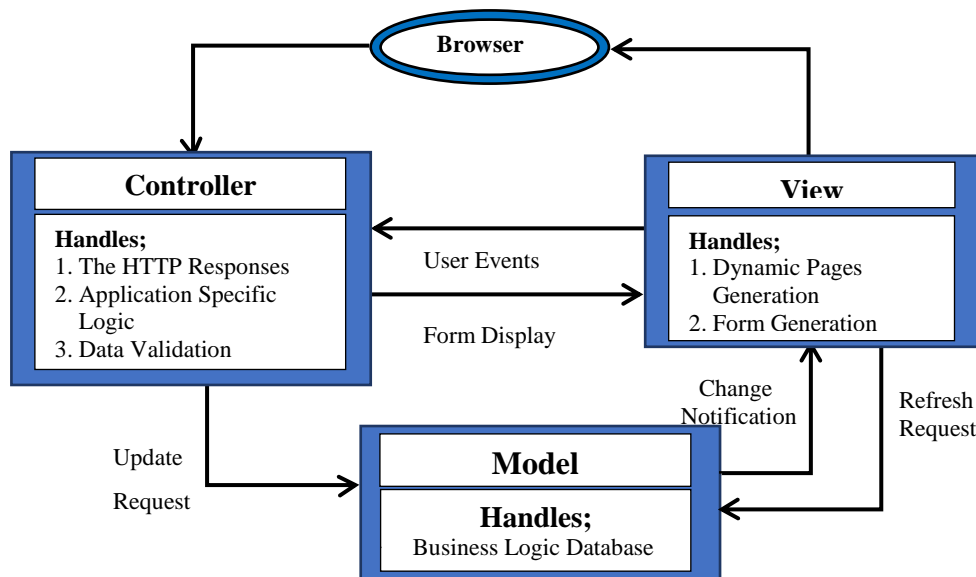 Browser
Controller
Handles;
1. The HTTP Responses
2. Application Specific
Logic
3. Data Validation
User Events
Form Display
View
Handles;
1. Dynamic Pages
Generation
2. Form Generation
Change
Notification
Refresh
Request
Update
Request
Model
Handles;
Business Logic Database